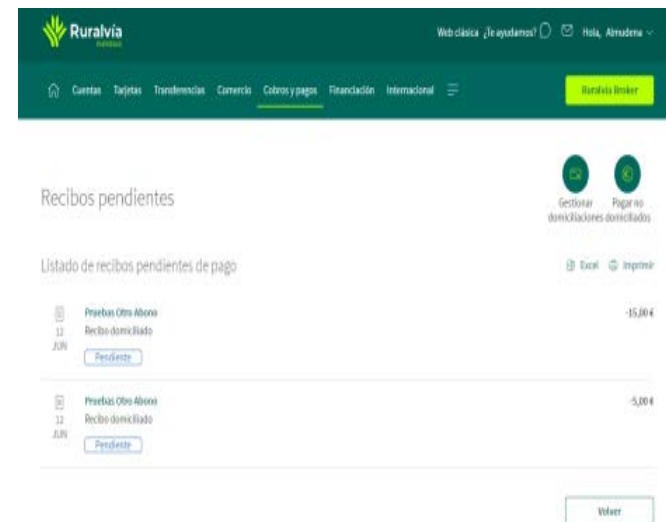 Ruralvía
Web clásica ¿Te ayudamos? Hola, Almudena
Cuentas Tarjetas Transferencias Comercio Cobros y pagos Financiación Internacional
Ruralvía Broker
Recibos pendientes
Gestionar domiciliaciones
Pagar no domiciliados
Listado de recibos pendientes de pago
Excel Imprimir
12 JUN
Pruebas Otro Abono
Recibo domiciliado
Pendiente
-15,00 €
12 JUN
Pruebas Otro Abono
Recibo domiciliado
Pendiente
-5,00 €
Volver